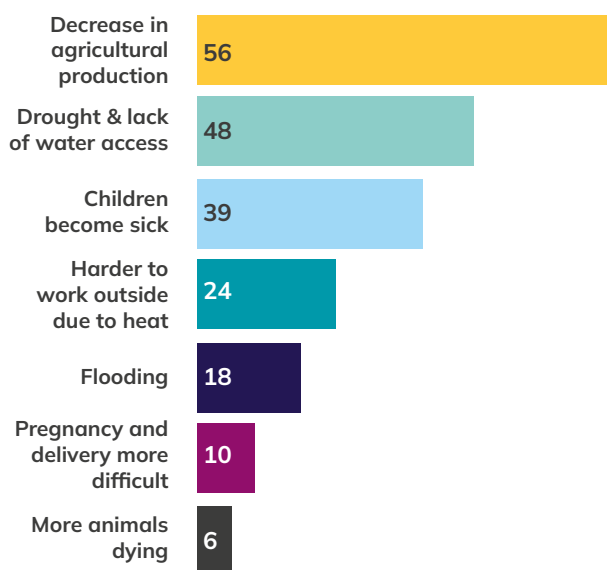 Decrease in
agricultural
production
56
Drought & lack
of water access
48
Children
become sick
39
Harder to
work outside
due to heat
24
Flooding
18
Pregnancy and
delivery more
difficult
10
More animals
dying
6